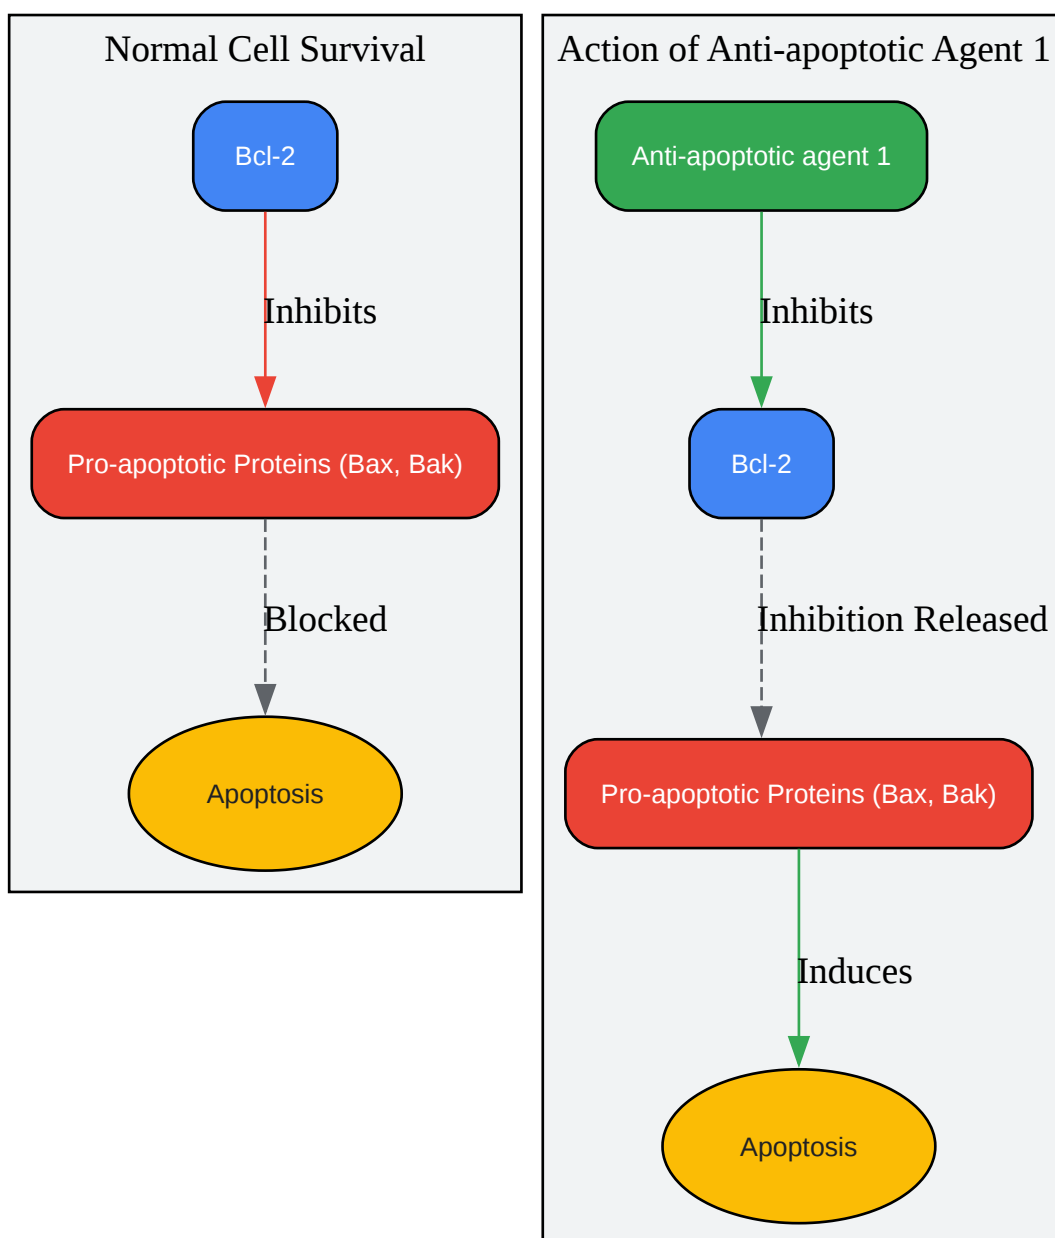 Normal Cell Survival
Bcl-2
Inhibits
Pro-apoptotic Proteins (Bax, Bak)
Blocked
Apoptosis
Action of Anti-apoptotic Agent 1
Anti-apoptotic agent 1
Inhibits
Bcl-2
Inhibition Released
Pro-apoptotic Proteins (Bax, Bak)
Induces
Apoptosis